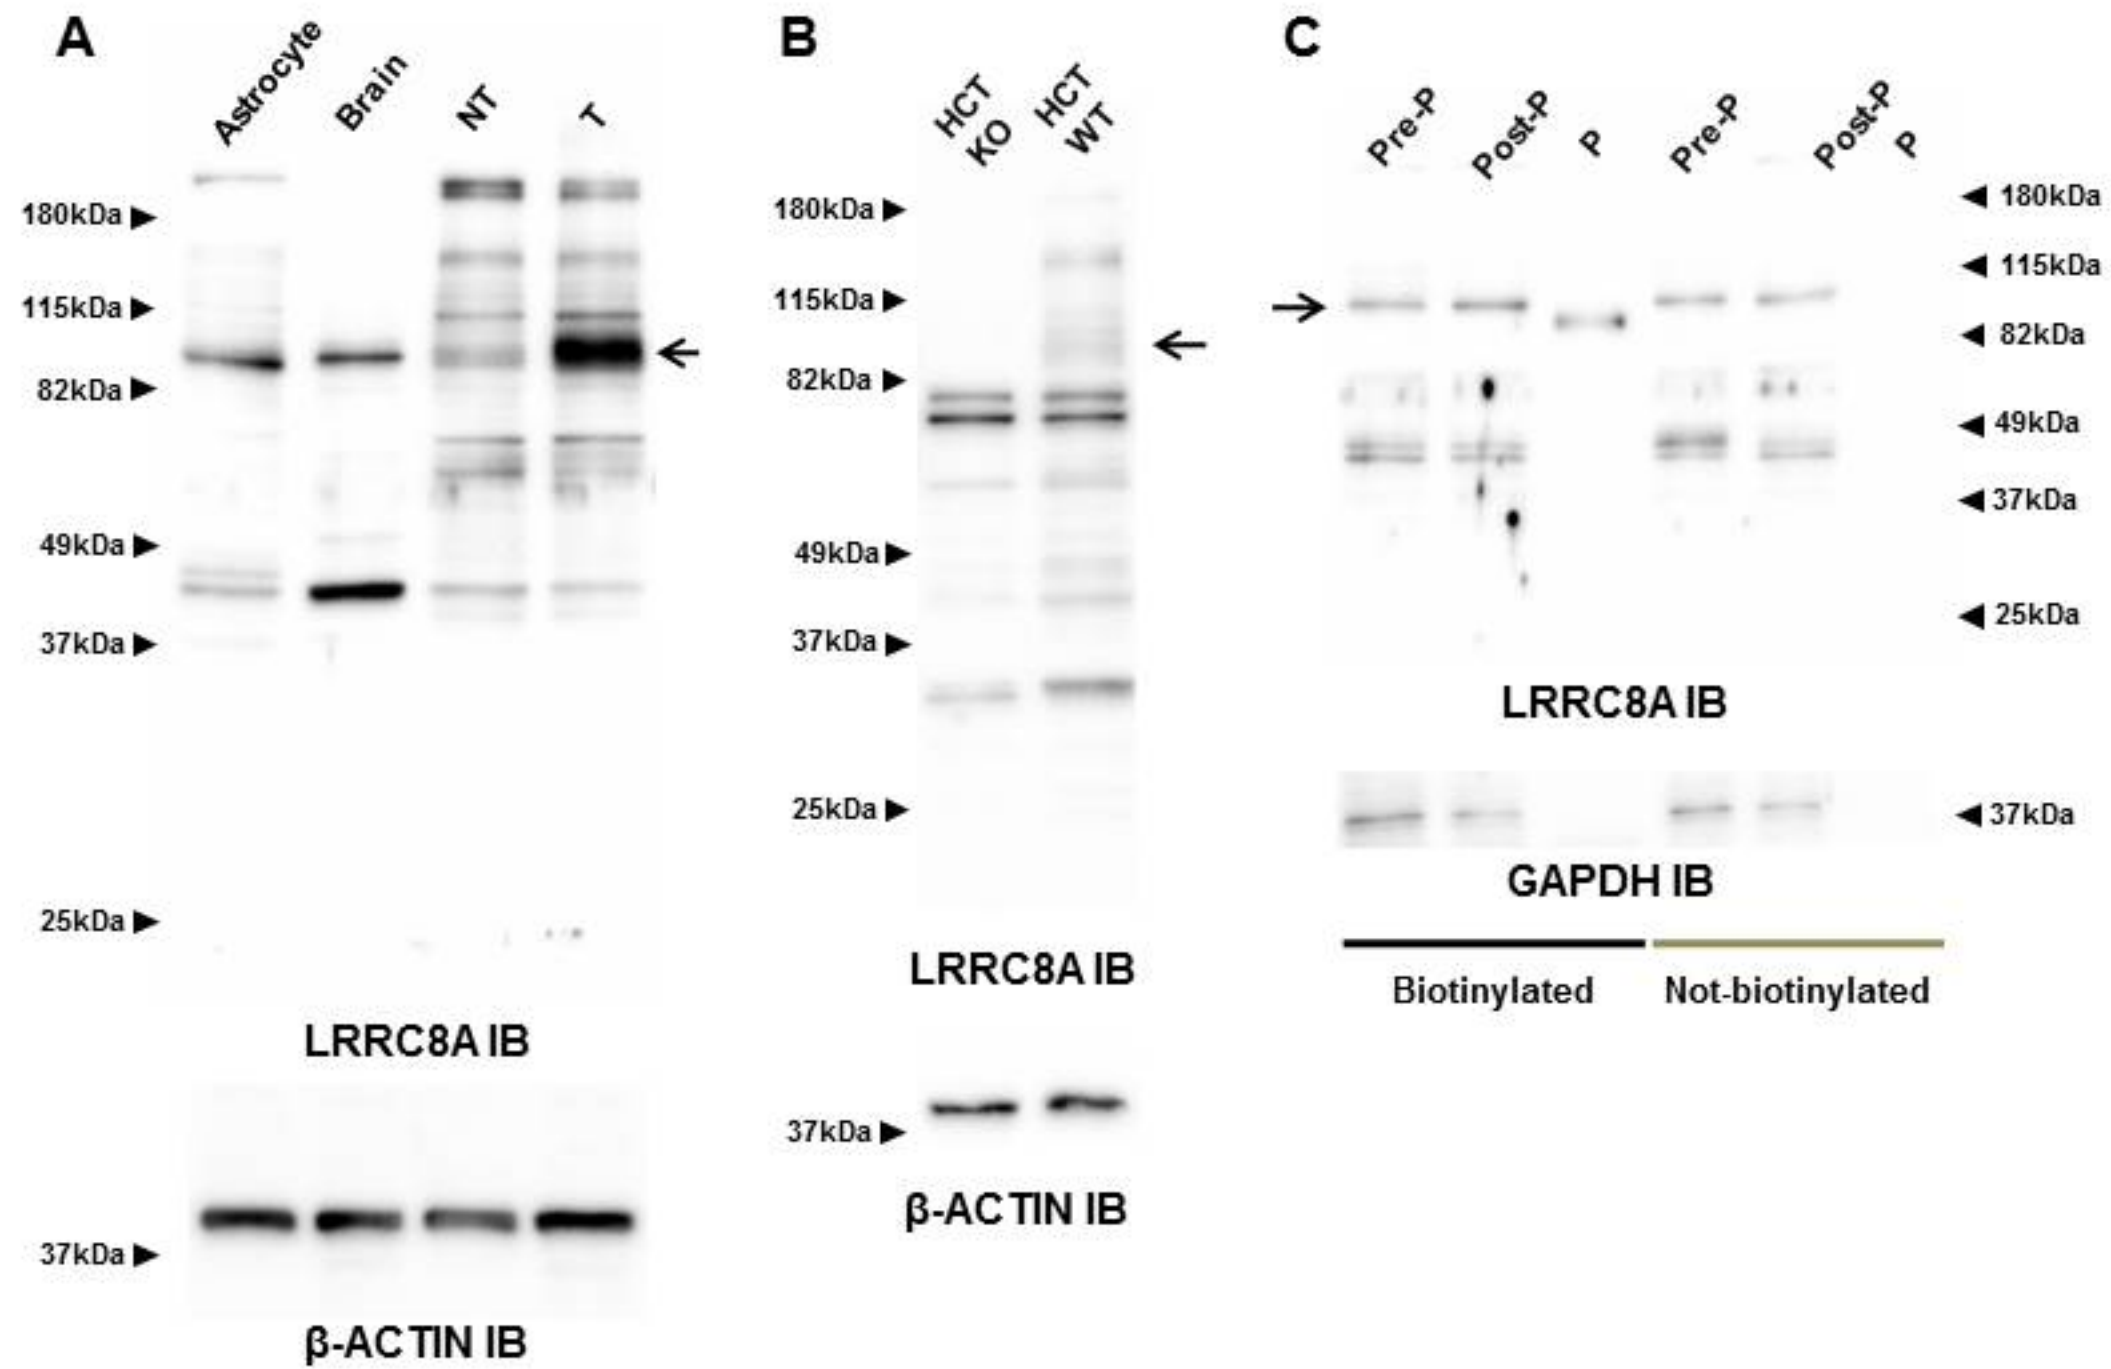 A
Astrocyte
Brain
NT
T
180kDa
115kDa
82kDa
49kDa
37kDa
25kDa
LRRC8A IB
37kDa
β-ACTIN IB
B
HCT
KO
HCT
WT
180kDa
115kDa
82kDa
49kDa
37kDa
25kDa
LRRC8A IB
37kDa
β-ACTIN IB
C
Pre-P
Post-P
P
Pre-P
Post-P
P
180kDa
115kDa
82kDa
49kDa
37kDa
25kDa
LRRC8A IB
37kDa
GAPDH IB
Biotinylated
Not-biotinylated